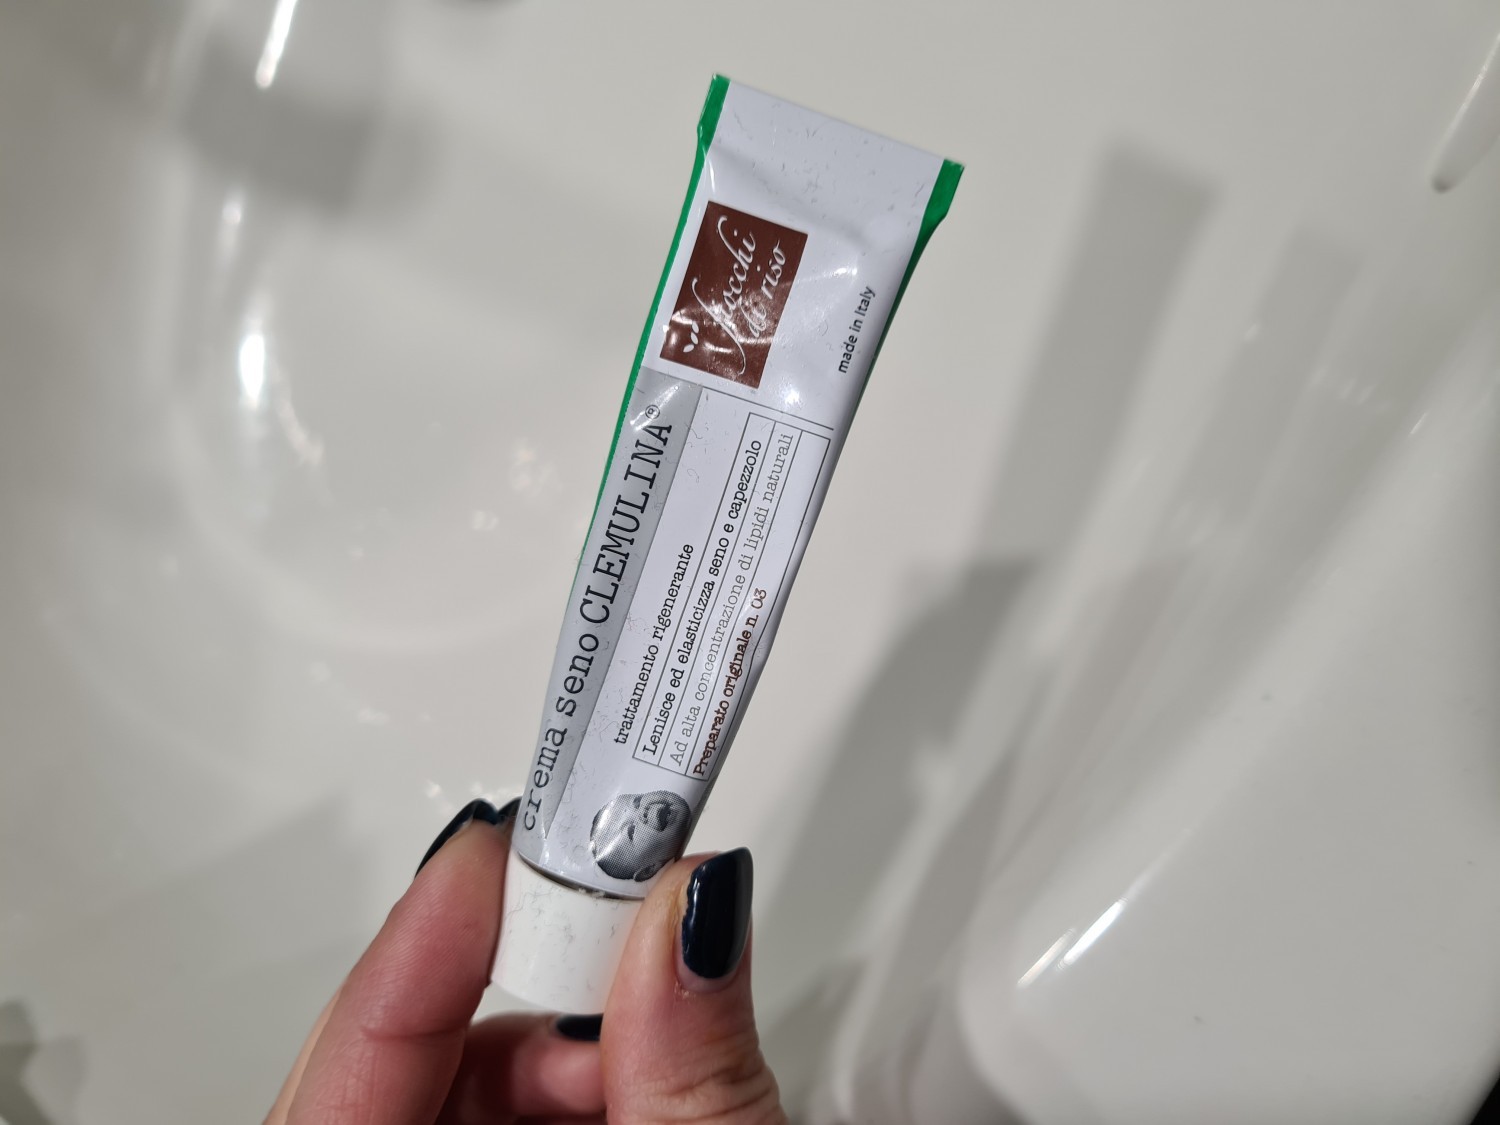 fiocchi
di riso
made in Italy
crema seno CLEMULINA®
trattamento rigenerante
Lenisce ed elasticizza seno e capezzolo
Ad alta concentrazione di lipidi naturali
Preparato originale n. 03